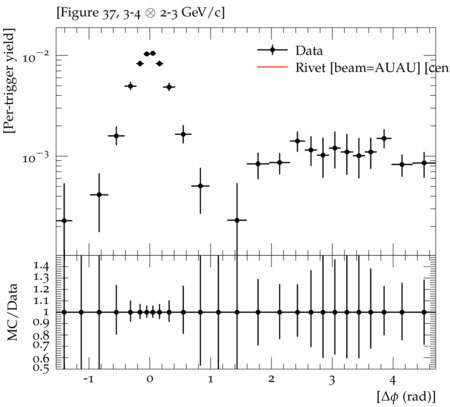 [Figure 37, 3-4 ⊗ 2-3 GeV/c]
[Per-trigger yield]
10⁻²
10⁻³
Data
Rivet [beam=AUAU] [cen
MC/Data
1.4
1.3
1.2
1.1
1
0.9
0.8
0.7
0.6
0.5
-1 0 1 2 3 4
[Δϕ (rad)]